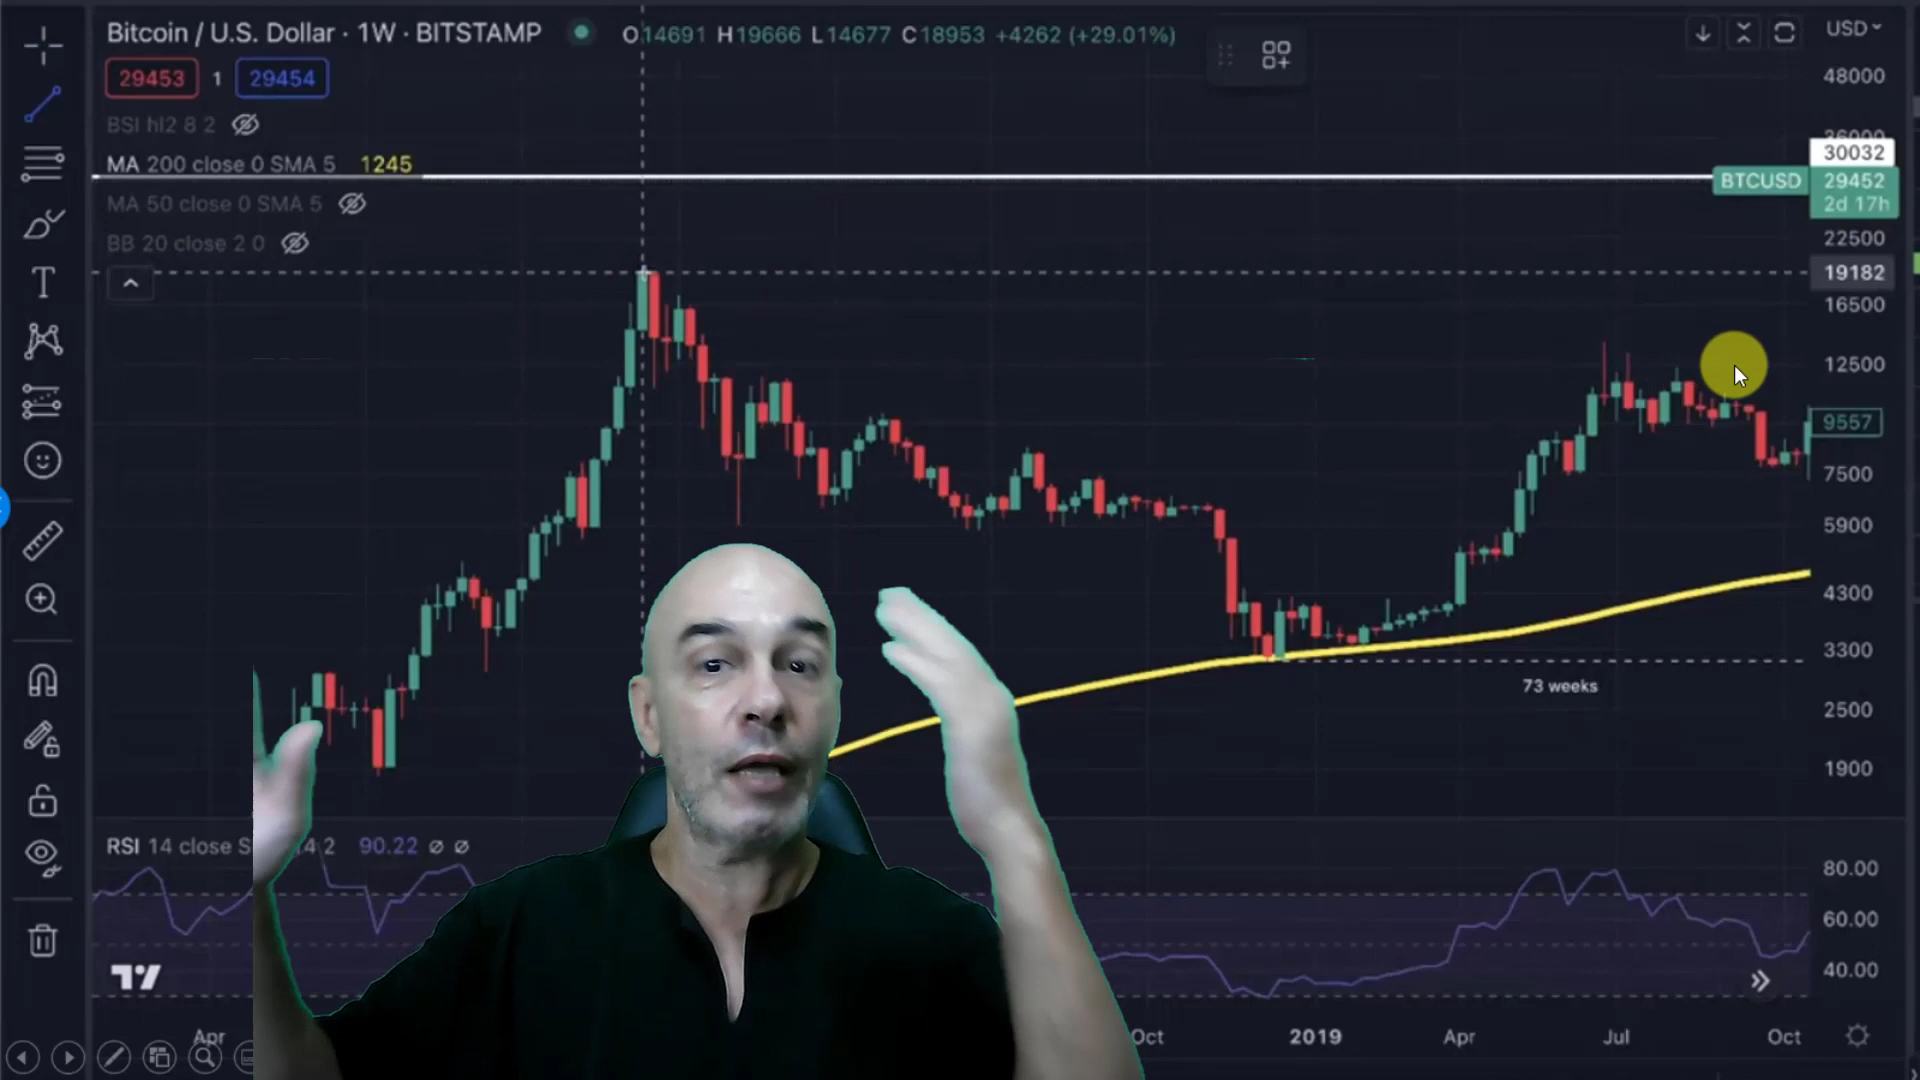 Bitcoin / U.S. Dollar · 1W · BITSTAMP O14691 H19666 L14677 C18953 +4262 (+29.01%) USD
29453 1 29454
48000
BSI hl2 8 2
36000
30032
MA 200 close 0 SMA 5 1245
BTCUSD 29452
2d 17h
MA 50 close 0 SMA 5
BB 20 close 2 0
22500
19182
16500
12500
9557
7500
5900
4300
3300
73 weeks
2500
1900
RSI 14 close S 14 2 90.22 ∅ ∅
80.00
60.00
40.00
Apr Oct 2019 Apr Jul Oct